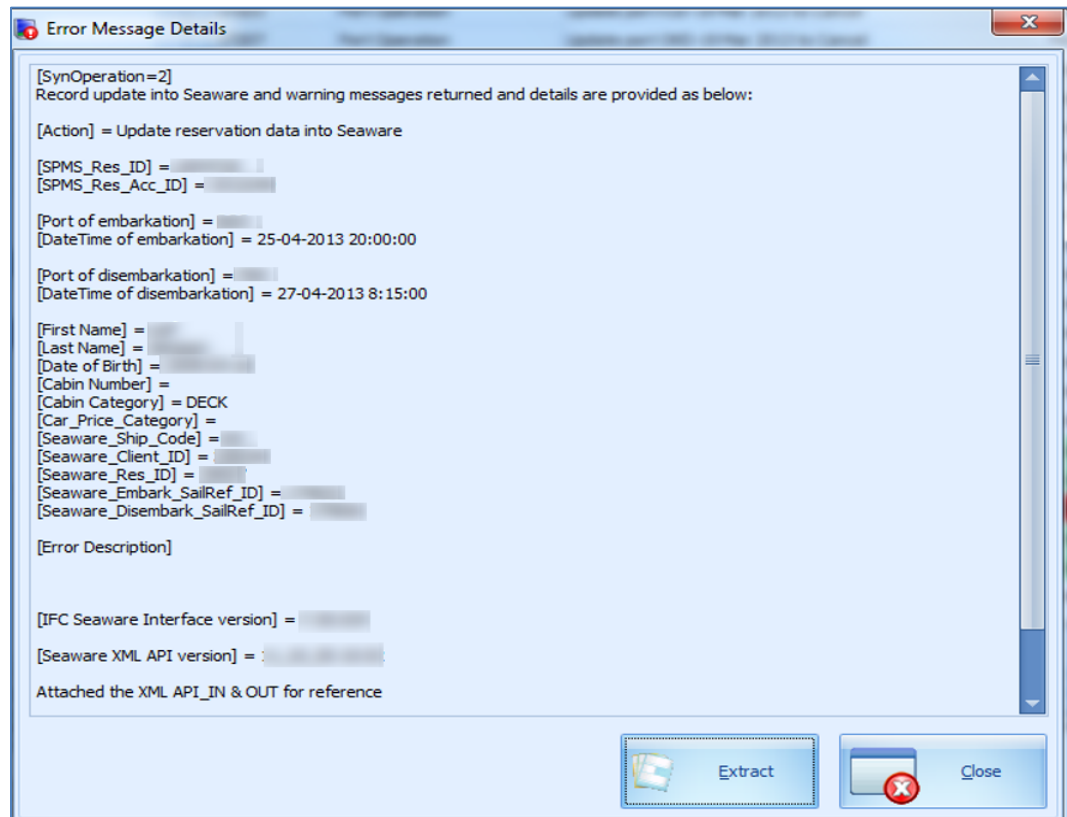 Error Message Details
[SynOperation=2]
Record update into Seaware and warning messages returned and details are provided as below:
[Action] = Update reservation data into Seaware
[SPMS_Res_ID] =
[SPMS_Res_Acc_ID] =
[Port of embarkation] =
[DateTime of embarkation] = 25-04-2013 20:00:00
[Port of disembarkation] =
[DateTime of disembarkation] = 27-04-2013 8:15:00
[First Name] =
[Last Name] =
[Date of Birth] =
[Cabin Number] =
[Cabin Category] = DECK
[Car_Price_Category] =
[Seaware_Ship_Code] =
[Seaware_Client_ID] =
[Seaware_Res_ID] =
[Seaware_Embark_SailRef_ID] =
[Seaware_Disembark_SailRef_ID] =
[Error Description]
[IFC Seaware Interface version] =
[Seaware XML API version] =
Attached the XML API_IN & OUT for reference
Extract
Close